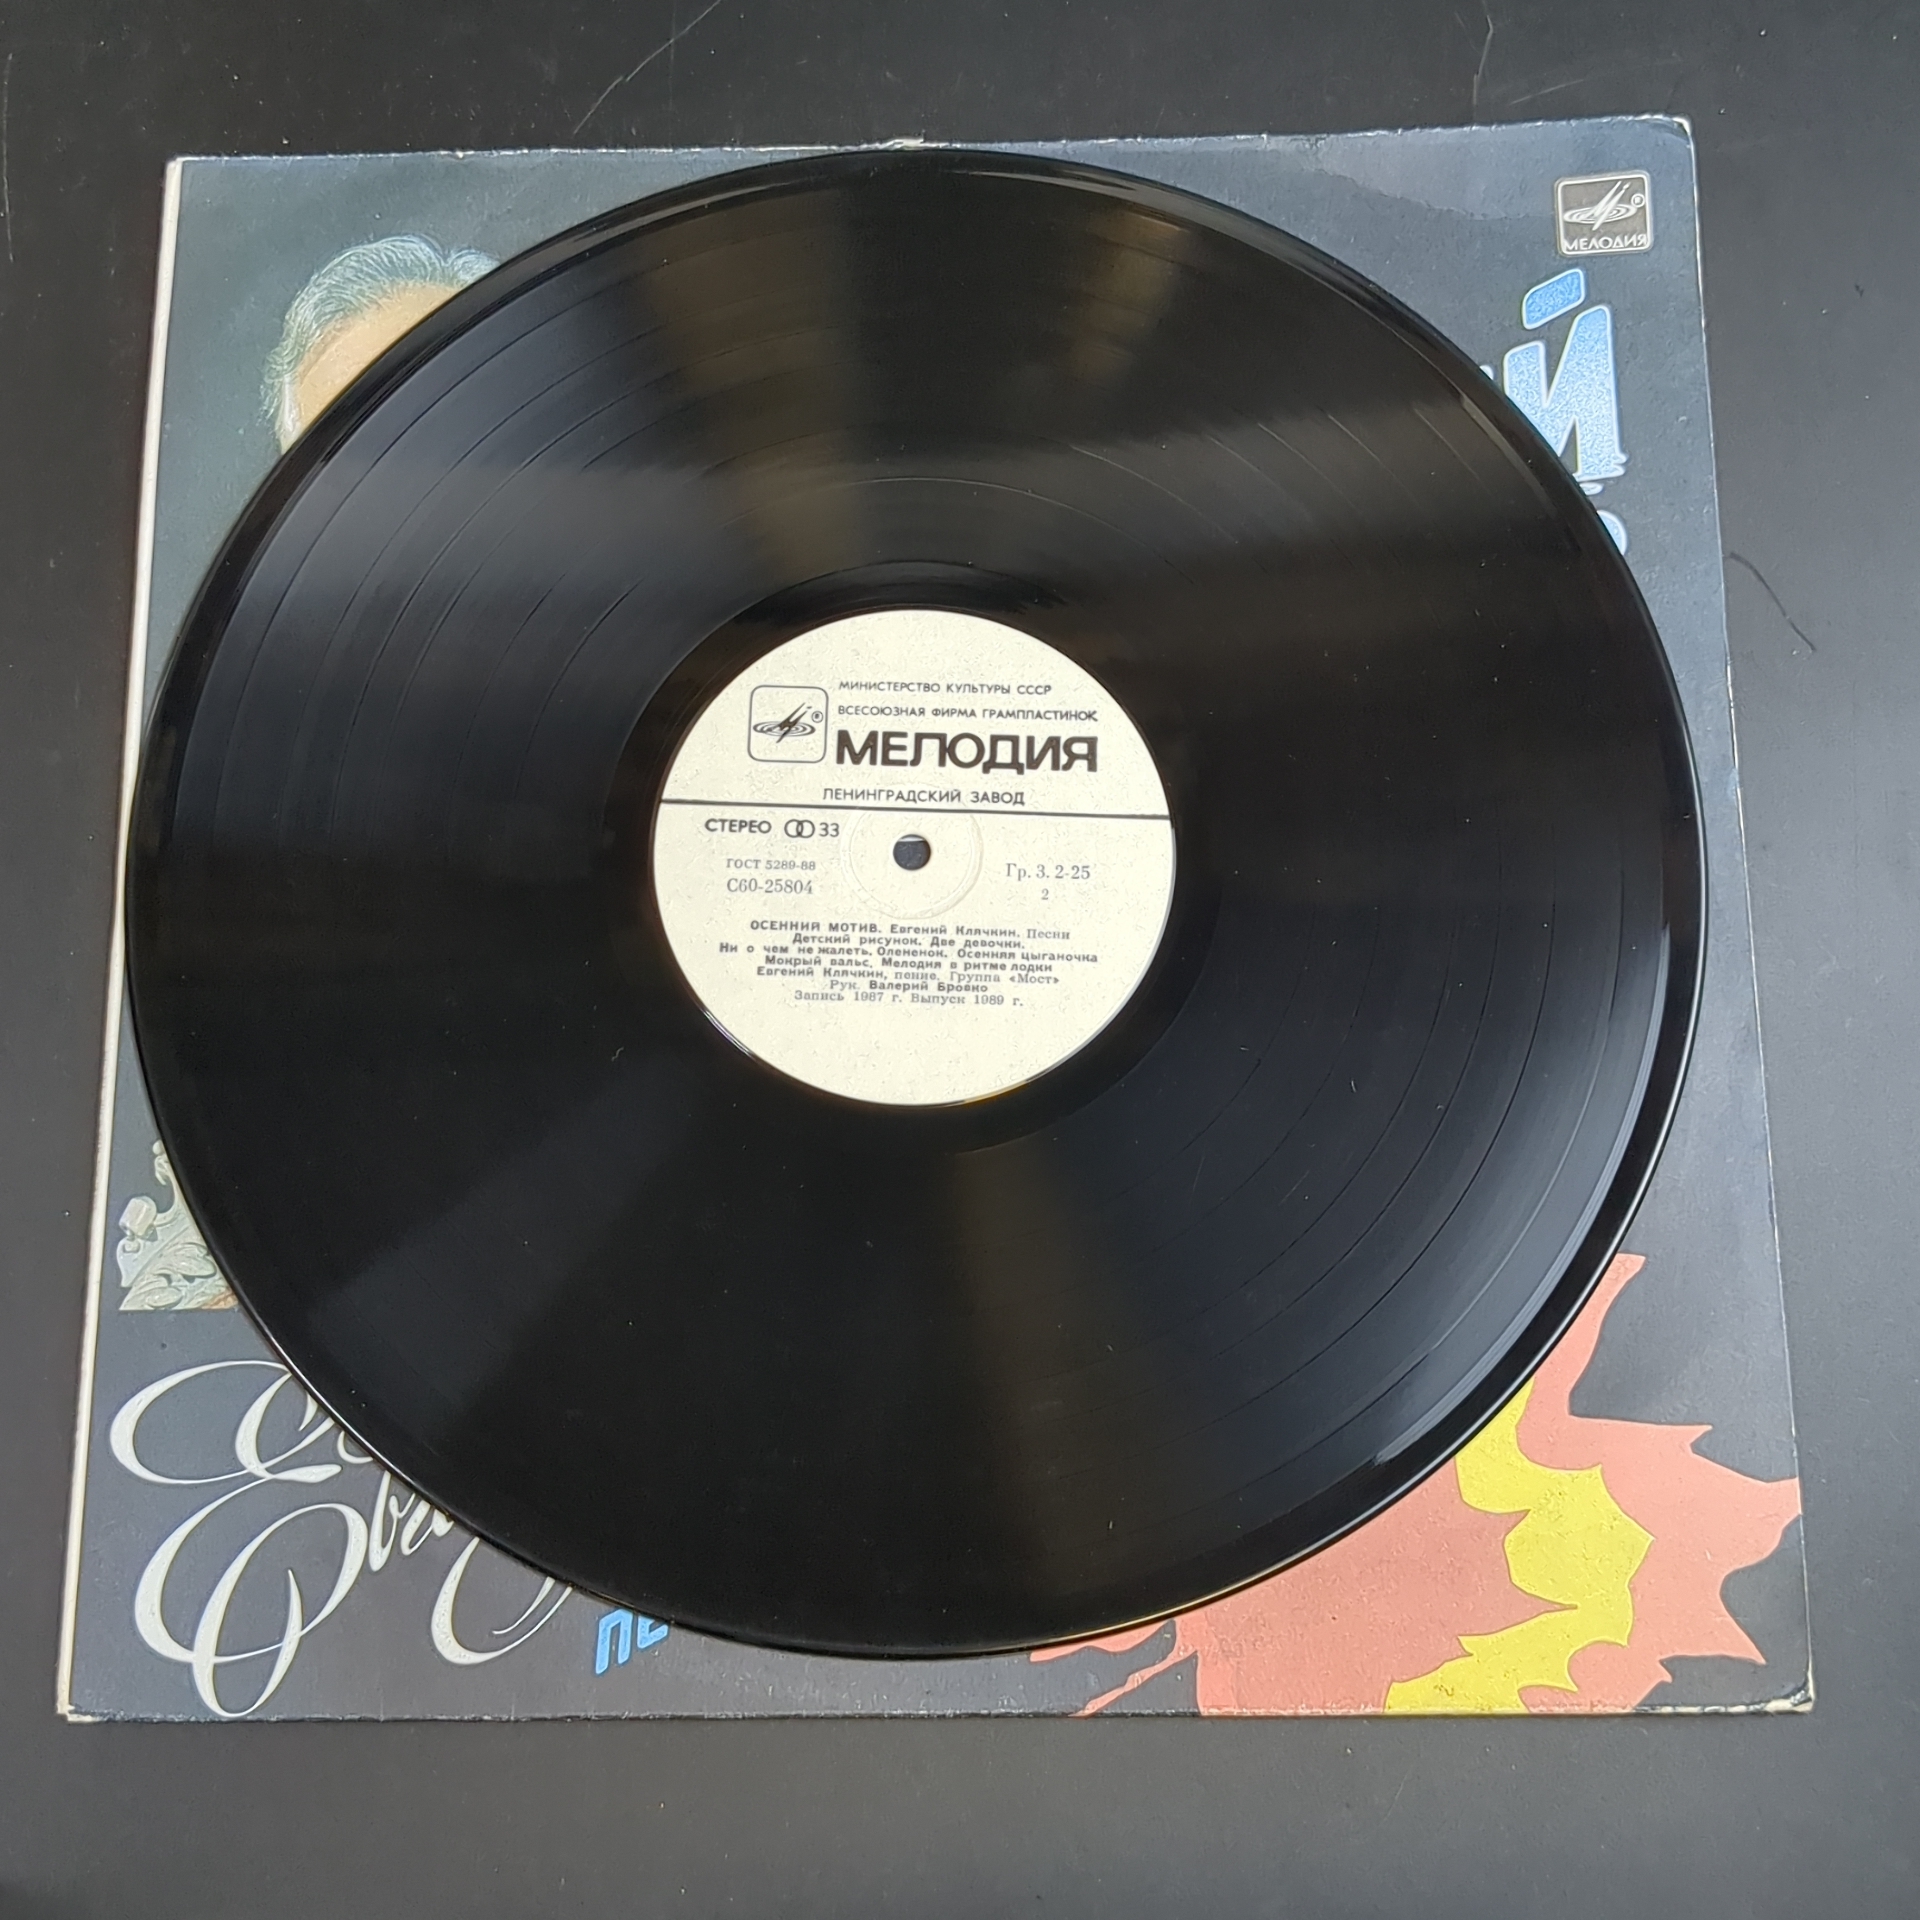 МЕЛОДИЯ
Й
МИНИСТЕРСТВО КУЛЬТУРЫ СССР
ВСЕСОЮЗНАЯ ФИРМА ГРАМПЛАСТИНОК
МЕЛОДИЯ
ЛЕНИНГРАДСКИЙ ЗАВОД
СТЕРЕО 33
ГОСТ 5289-88
С60-25804
Гр. 3. 2-25
2
ОСЕННИЙ МОТИВ. Евгений Клячкин. Песни
Детский рисунок. Две девочки.
Ни о чем не жалеть. Олененок. Осенняя цыганочка
Мокрый вальс. Мелодия в ритме лодки
Евгений Клячкин, пение. Группа «Мост»
Рук. Валерий Бровко
Запись 1987 г. Выпуск 1989 г.